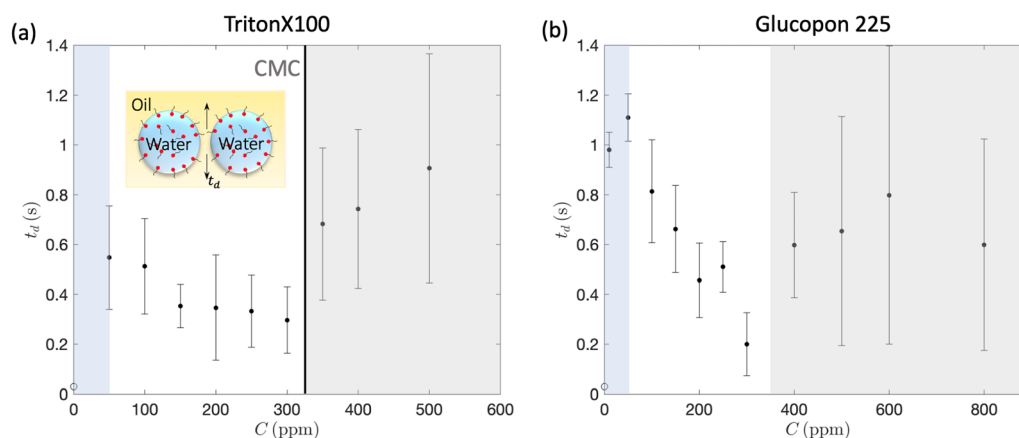 TritonX100
(a)
1.4
1.2
1
0.8
0.6
0.4
0.2
0
t_d (s)
CMC
Oil
Water Water
t_d
0 100 200 300 400 500 600
C (ppm)
Glucopon 225
(b)
1.4
1.2
1
0.8
0.6
0.4
0.2
0
t_d (s)
0 200 400 600 800
C (ppm)